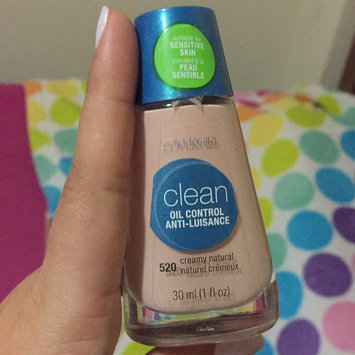 suitable for
SENSITIVE
SKIN
convient à la
PEAU
SENSIBLE
COVERGIRL
clean
OIL CONTROL
ANTI-LUISANCE
520 creamy natural
naturel crémeux
30 ml (1 fl oz)